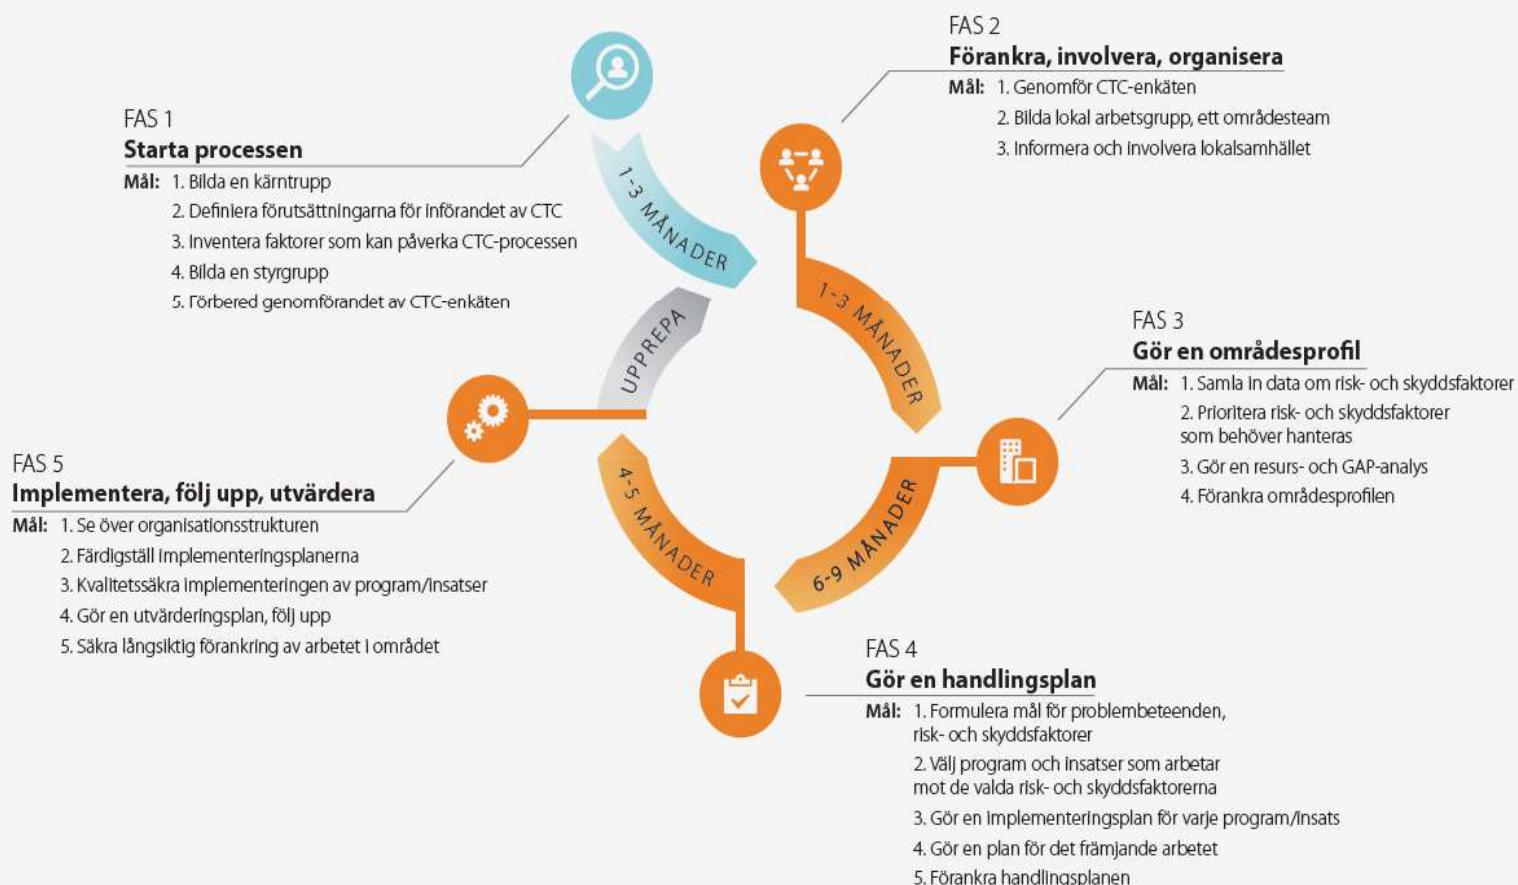 FAS 1
Starta processen
Mål: 1. Bilda en kärntrupp
2. Definiera förutsättningarna för införandet av CTC
3. Inventera faktorer som kan påverka CTC-processen
4. Bilda en styrgrupp
5. Förbered genomförandet av CTC-enkäten
1-3 MÅNADER
FAS 2
Förankra, involvera, organisera
Mål: 1. Genomför CTC-enkäten
2. Bilda lokal arbetsgrupp, ett områdesteam
3. Informera och involvera lokalsamhället
1-3 MÅNADER
FAS 3
Gör en områdesprofil
Mål: 1. Samla in data om risk- och skyddsfaktorer
2. Prioritera risk- och skyddsfaktorer
som behöver hanteras
3. Gör en resurs- och GAP-analys
4. Förankra områdesprofilen
6-9 MÅNADER
FAS 4
Gör en handlingsplan
Mål: 1. Formulera mål för problembeteenden,
risk- och skyddsfaktorer
2. Välj program och insatser som arbetar
mot de valda risk- och skyddsfaktorerna
3. Gör en implementeringsplan för varje program/insats
4. Gör en plan för det främjande arbetet
5. Förankra handlingsplanen
4-5 MÅNADER
FAS 5
Implementera, följ upp, utvärdera
Mål: 1. Se över organisationsstrukturen
2. Färdigställ implementeringsplanerna
3. Kvalitetssäkra implementeringen av program/insatser
4. Gör en utvärderingsplan, följ upp
5. Säkra långsiktig förankring av arbetet i området
UPPREPA